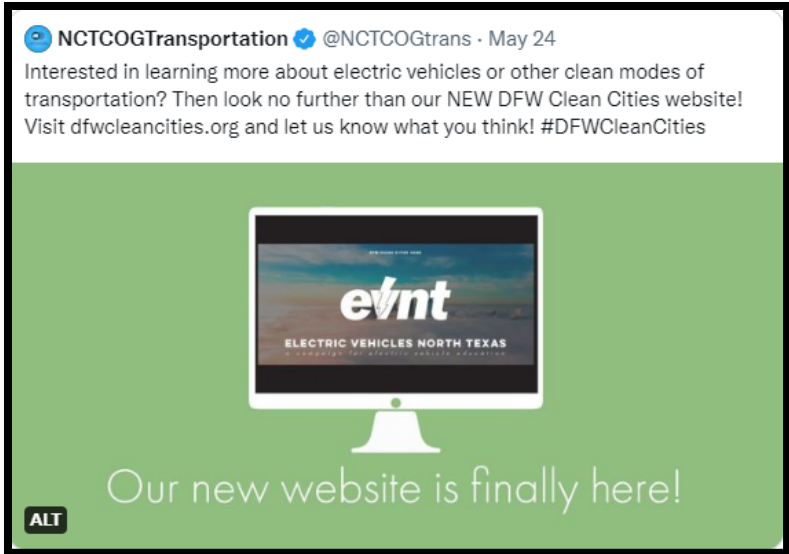 NCTCOGTransportation @NCTCOGtrans · May 24
Interested in learning more about electric vehicles or other clean modes of
transportation? Then look no further than our NEW DFW Clean Cities website!
Visit dfwcleancities.org and let us know what you think! #DFWCleanCities
evnt
ELECTRIC VEHICLES NORTH TEXAS
a campaign for electric vehicle education
Our new website is finally here!
ALT